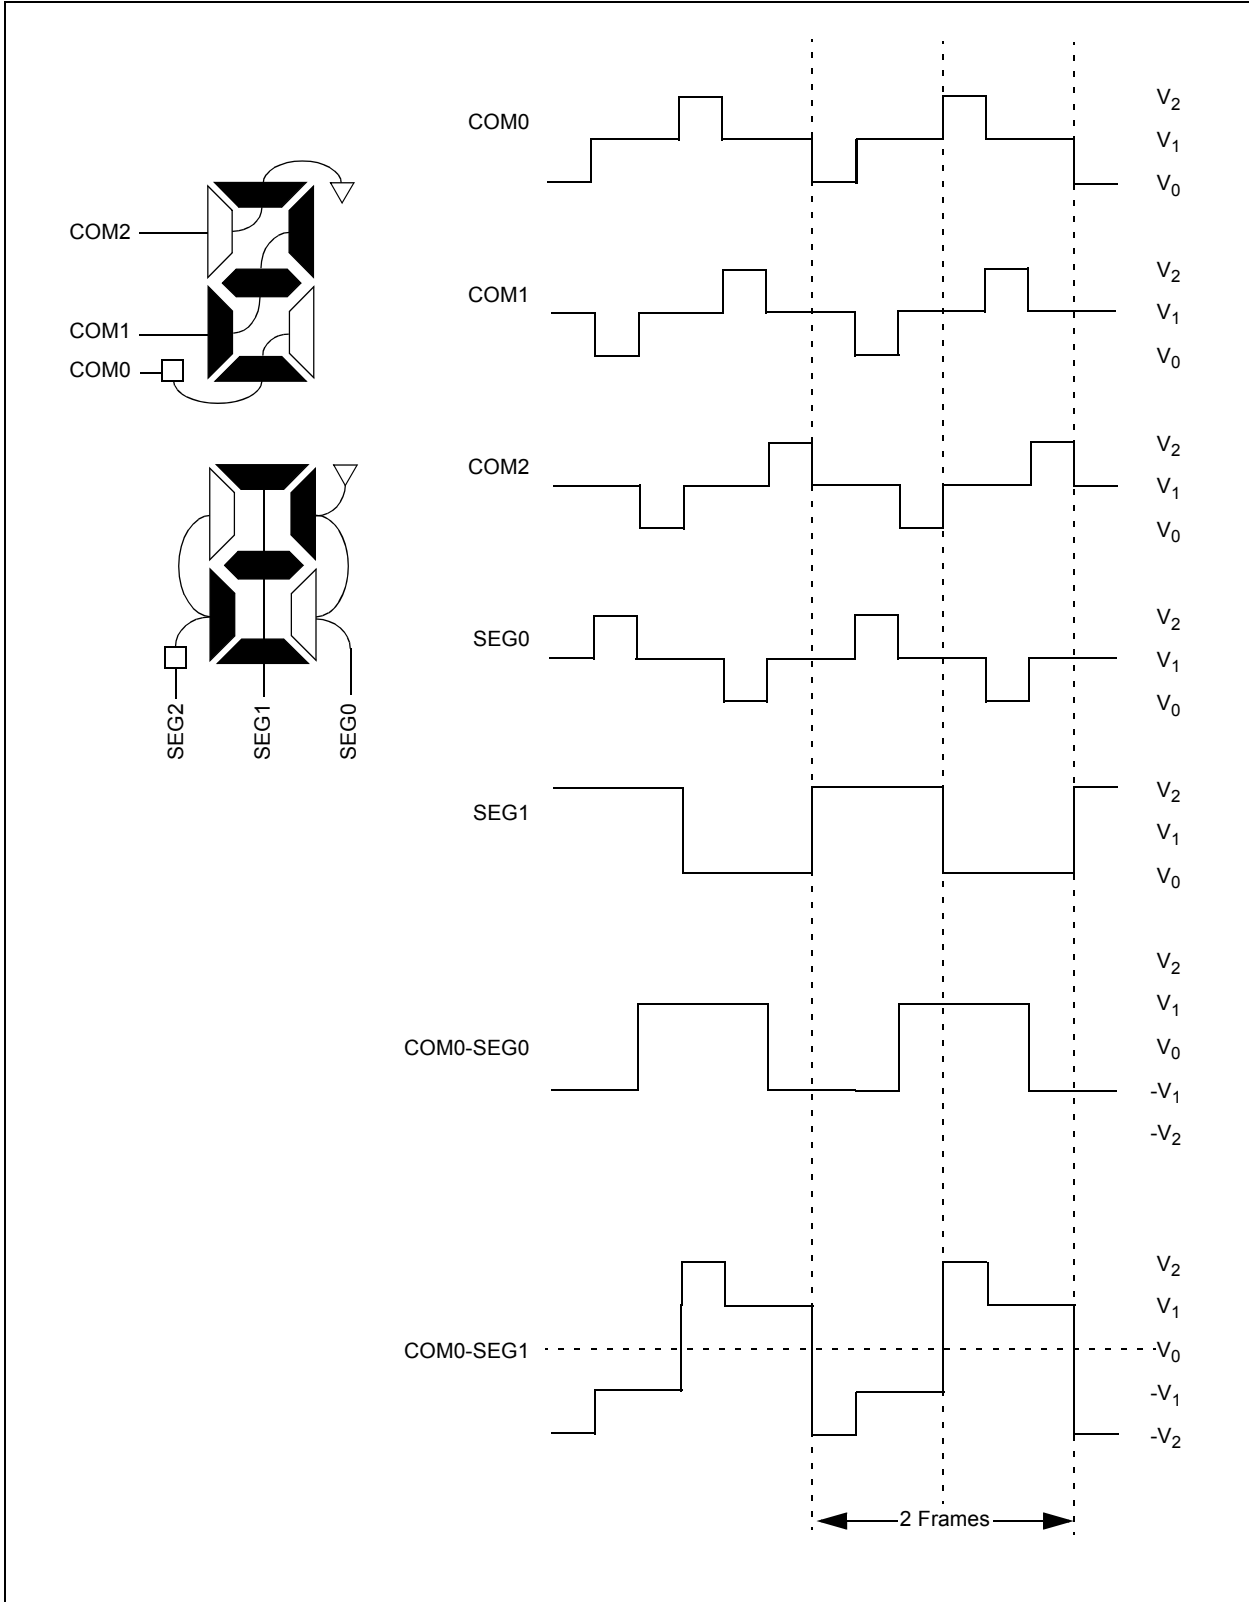 COM2
COM1
COM0
SEG2
SEG1
SEG0
COM0
V2
V1
V0
COM1
V2
V1
V0
COM2
V2
V1
V0
SEG0
V2
V1
V0
SEG1
V2
V1
V0
COM0-SEG0
V2
V1
V0
-V1
-V2
COM0-SEG1
V2
V1
V0
-V1
-V2
2 Frames